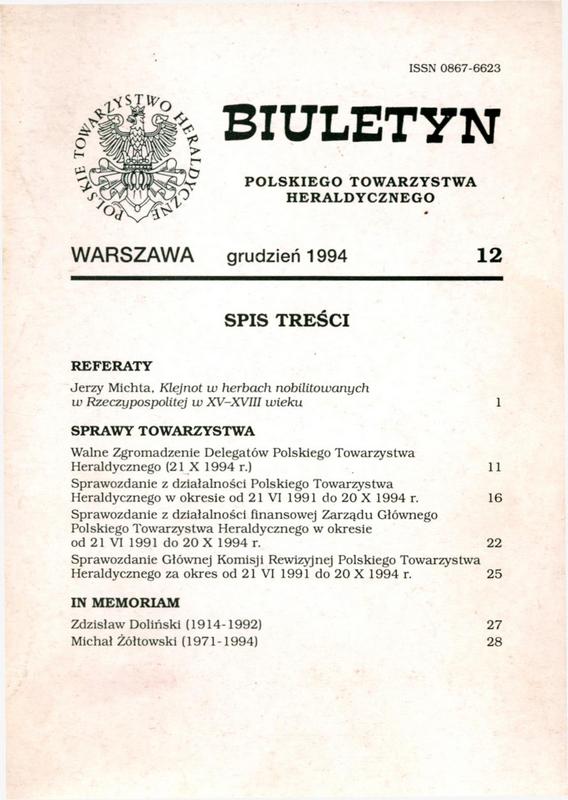 ISSN 0867-6623
POLSKIE TOWARZYSTWO HERALDYCZNE
BIULETYN
POLSKIEGO TOWARZYSTWA
HERALDYCZNEGO
WARSZAWA grudzień 1994 12
SPIS TREŚCI
REFERATY
Jerzy Michta, Klejnot w herbach nobilitowanych
w Rzeczypospolitej w XV–XVIII wieku 1
SPRAWY TOWARZYSTWA
Walne Zgromadzenie Delegatów Polskiego Towarzystwa
Heraldycznego (21 X 1994 r.) 11
Sprawozdanie z działalności Polskiego Towarzystwa
Heraldycznego w okresie od 21 VI 1991 do 20 X 1994 r. 16
Sprawozdanie z działalności finansowej Zarządu Głównego
Polskiego Towarzystwa Heraldycznego w okresie
od 21 VI 1991 do 20 X 1994 r. 22
Sprawozdanie Głównej Komisji Rewizyjnej Polskiego Towarzystwa
Heraldycznego za okres od 21 VI 1991 do 20 X 1994 r. 25
IN MEMORIAM
Zdzisław Doliński (1914-1992) 27
Michał Żółtowski (1971-1994) 28